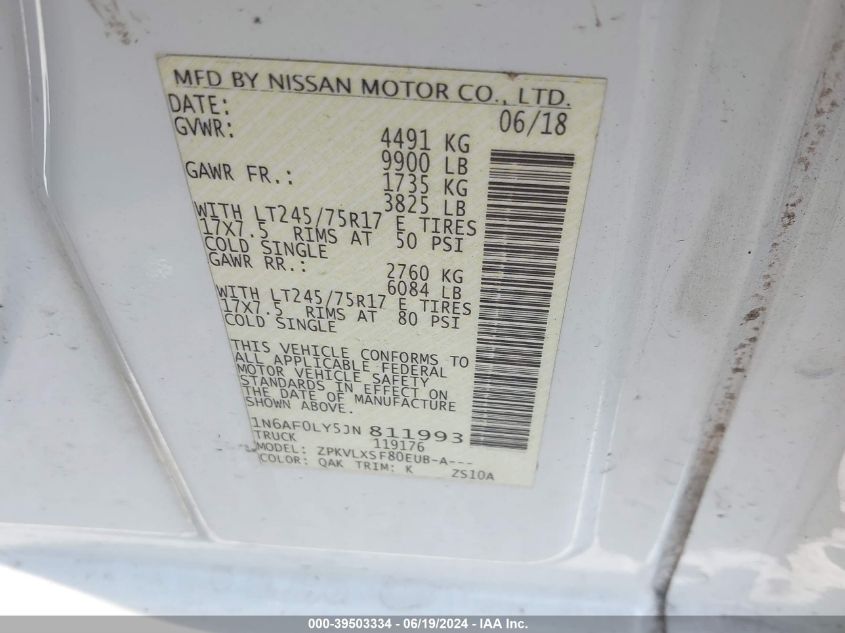 MFD BY NISSAN MOTOR CO., LTD.
DATE: 06/18
GVWR: 4491 KG
9900 LB
GAWR FR.: 1735 KG
3825 LB
WITH LT245/75R17 E TIRES
17X7.5 RIMS AT 50 PSI
COLD SINGLE
GAWR RR.: 2760 KG
6084 LB
WITH LT245/75R17 E TIRES
17X7.5 RIMS AT 80 PSI
COLD SINGLE
THIS VEHICLE CONFORMS TO
ALL APPLICABLE FEDERAL
MOTOR VEHICLE SAFETY
STANDARDS IN EFFECT ON
THE DATE OF MANUFACTURE
SHOWN ABOVE.
1N6AF0LY5JN 811993
TRUCK 119176
MODEL: ZPKVLXSF80EUB-A---
COLOR: QAK TRIM: K ZS10A
000-39503334 - 06/19/2024 - IAA Inc.